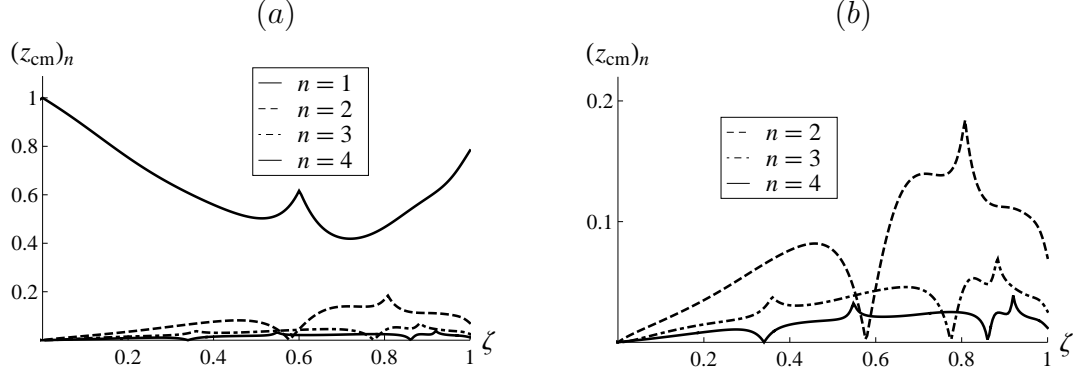 (a)
(z_cm)_n
1
0.8
0.6
0.4
0.2
0.2 0.4 0.6 0.8 1 ζ
n = 1
n = 2
n = 3
n = 4
(b)
(z_cm)_n
0.2
0.1
0.2 0.4 0.6 0.8 1 ζ
n = 2
n = 3
n = 4